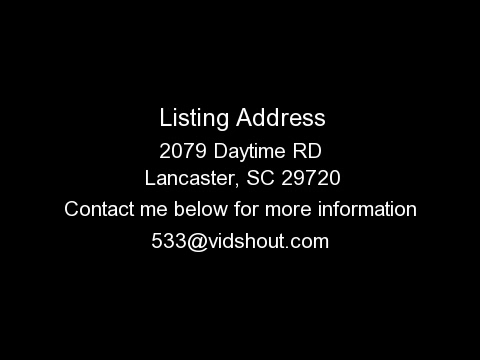 Listing Address
2079 Daytime RD
Lancaster, SC 29720
Contact me below for more information
533@vidshout.com